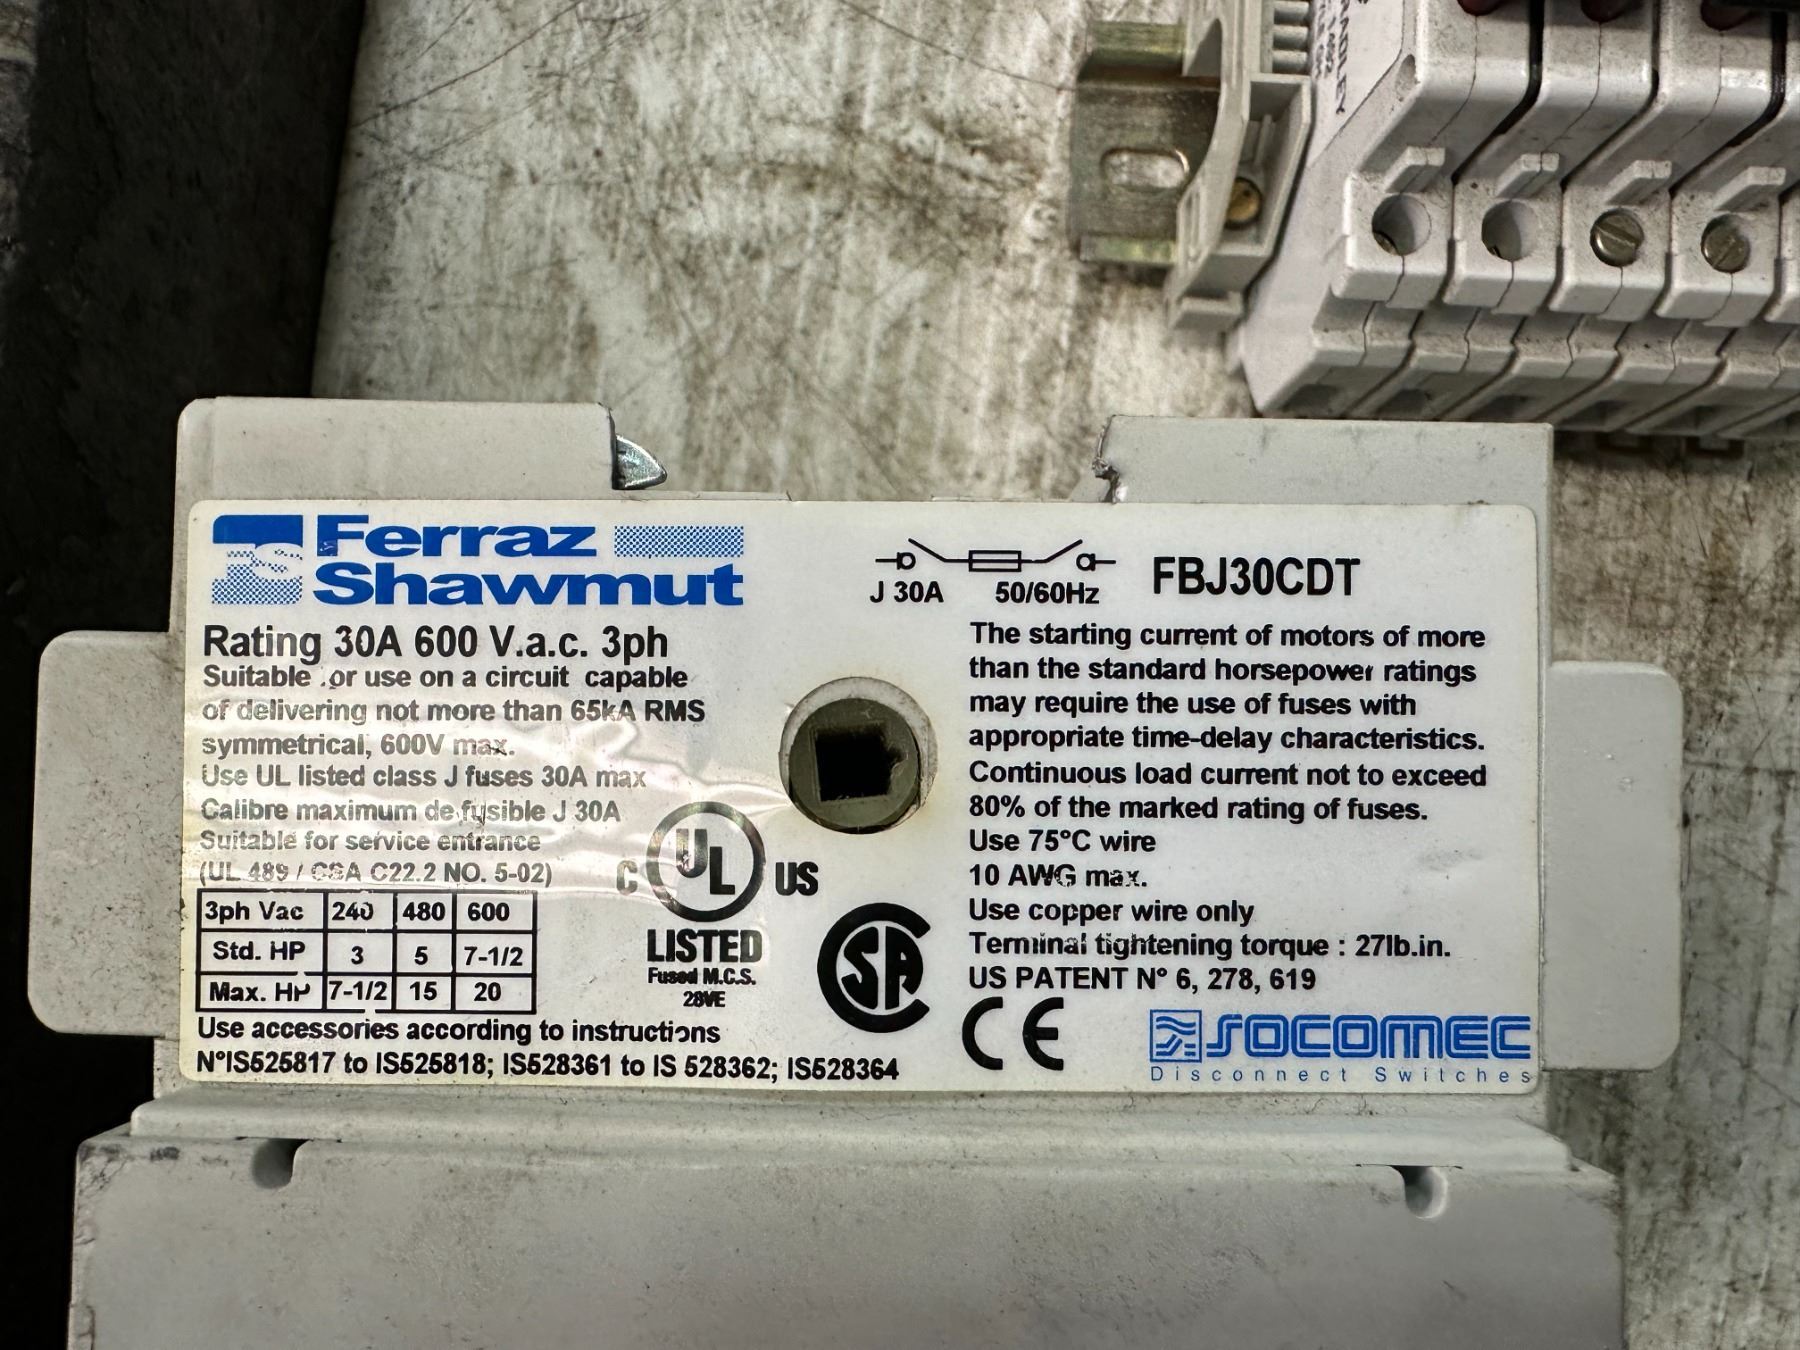 Ferraz
Shawmut
Rating 30A 600 V.a.c. 3ph
Suitable or use on a circuit capable
of delivering not more than 65kA RMS
symmetrical, 600V max.
Use UL listed class J fuses 30A max
Calibre maximum de fusible J 30A
Suitable for service entrance
(UL 489 / CSA C22.2 NO. 5-02)
3ph Vac 240 480 600
Std. HP 3 5 7-1/2
Max. HP 7-1/2 15 20
Use accessories according to instructions
N°IS525817 to IS525818; IS528361 to IS 528362; IS528364
C UL US
LISTED
Fused M.C.S.
28VE
SA
J 30A 50/60Hz
FBJ30CDT
The starting current of motors of more
than the standard horsepower ratings
may require the use of fuses with
appropriate time-delay characteristics.
Continuous load current not to exceed
80% of the marked rating of fuses.
Use 75°C wire
10 AWG max.
Use copper wire only
Terminal tightening torque : 27lb.in.
US PATENT N° 6, 278, 619
CE
SOCOMEC
Disconnect Switches